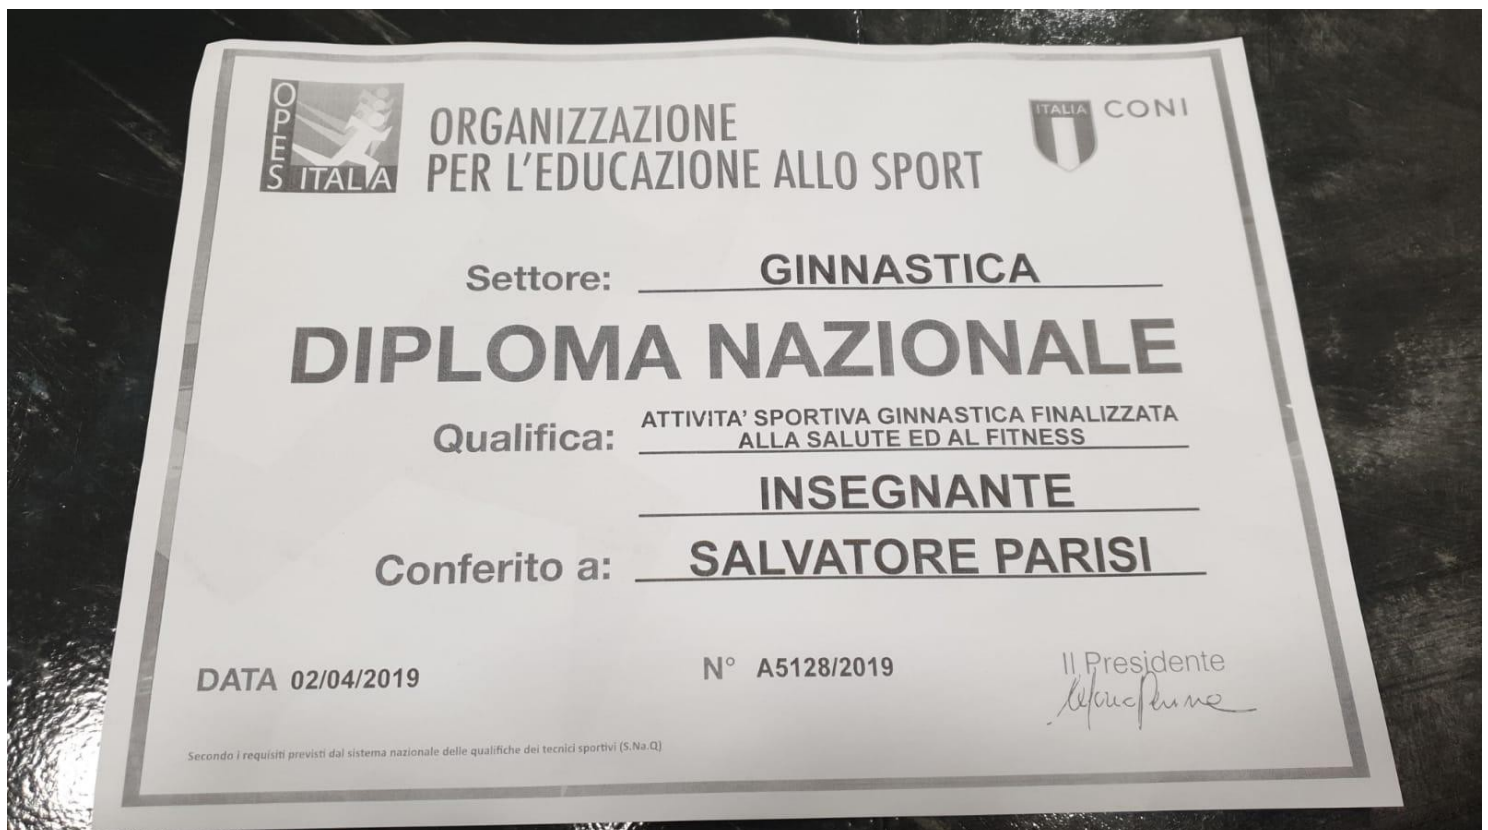 OPES
ITALIA
ORGANIZZAZIONE
PER L'EDUCAZIONE ALLO SPORT
ITALIA
CONI
Settore: GINNASTICA
DIPLOMA NAZIONALE
Qualifica: ATTIVITA' SPORTIVA GINNASTICA FINALIZZATA
ALLA SALUTE ED AL FITNESS
INSEGNANTE
Conferito a: SALVATORE PARISI
DATA 02/04/2019
N° A5128/2019
Il Presidente
Secondo i requisiti previsti dal sistema nazionale delle qualifiche dei tecnici sportivi (S.Na.Q)